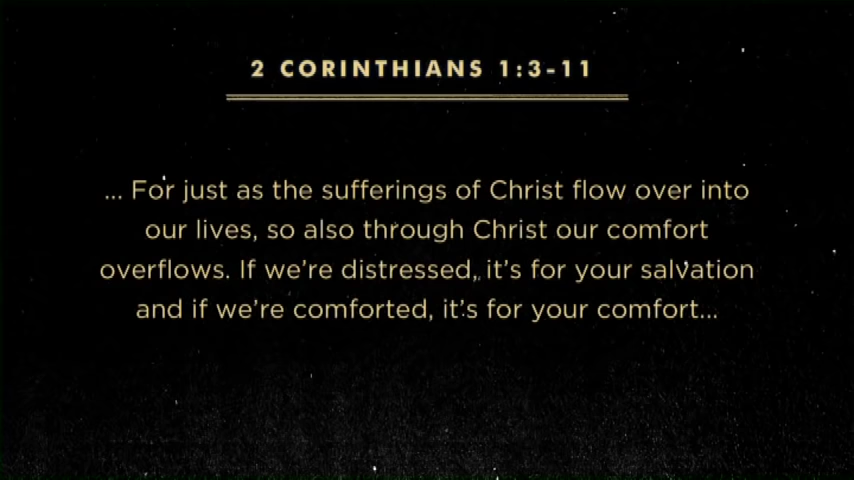 2 CORINTHIANS 1:3-11
... For just as the sufferings of Christ flow over into
our lives, so also through Christ our comfort
overflows. If we're distressed, it's for your salvation
and if we're comforted, it's for your comfort...